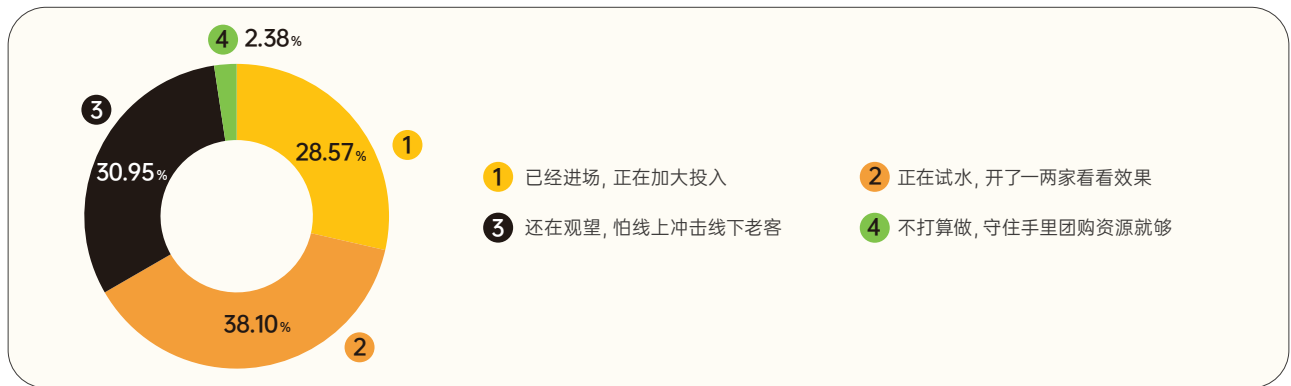 4 2.38%
3
1
28.57%
30.95%
1 已经进场, 正在加大投入
2 正在试水, 开了一两家看看效果
3 还在观望, 怕线上冲击线下老客
4 不打算做, 守住手里团购资源就够
38.10%
2